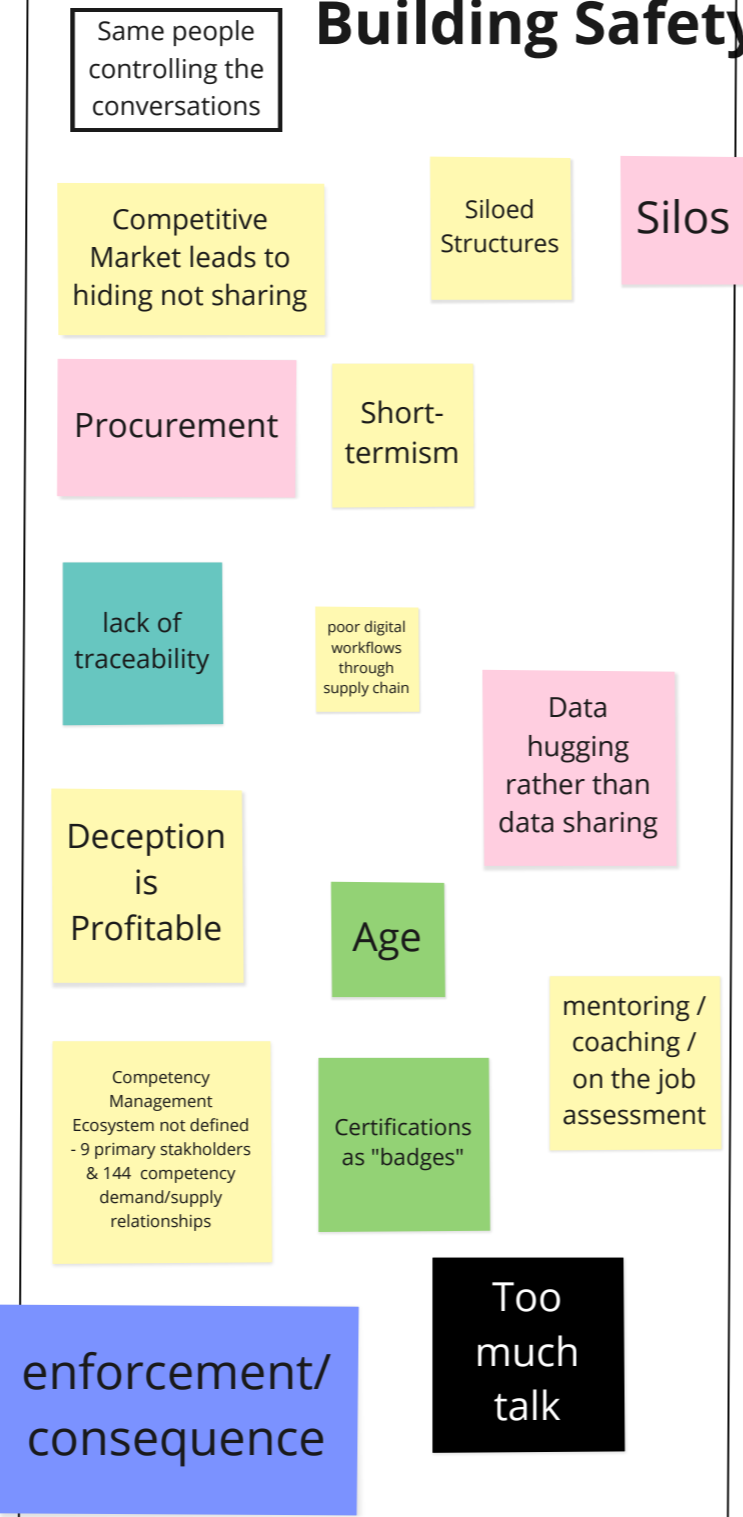 Building Safety
Same people
controlling the
conversations
Competitive
Market leads to
hiding not sharing
Siloed
Structures
Silos
Procurement
Short-
termism
lack of
traceability
poor digital
workflows
through
supply chain
Data
hugging
rather than
data sharing
Deception
is
Profitable
Age
mentoring /
coaching /
on the job
assessment
Competency
Management
Ecosystem not defined
- 9 primary stakholders
& 144 competency
demand/supply
relationships
Certifications
as "badges"
Too
much
talk
enforcement/
consequence